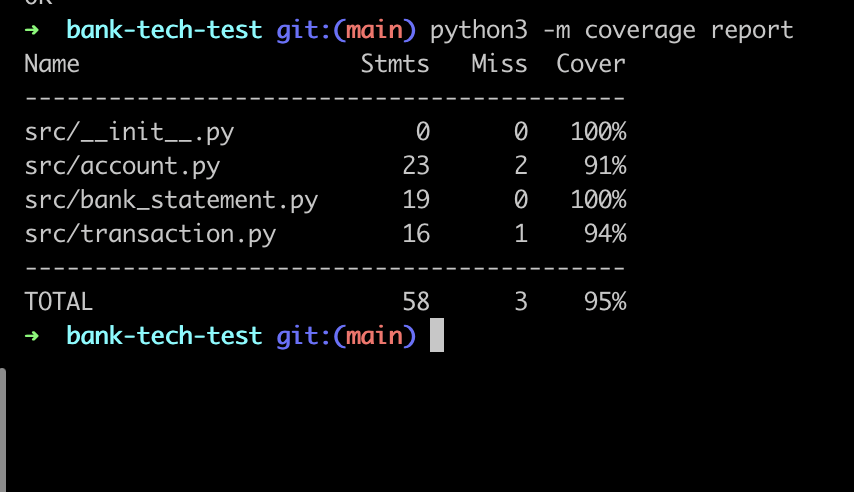 OK
➜  bank-tech-test git:(main) python3 -m coverage report
Name                    Stmts   Miss  Cover
-------------------------------------------
src/__init__.py             0      0   100%
src/account.py             23      2    91%
src/bank_statement.py      19      0   100%
src/transaction.py         16      1    94%
-------------------------------------------
TOTAL                      58      3    95%
➜  bank-tech-test git:(main)